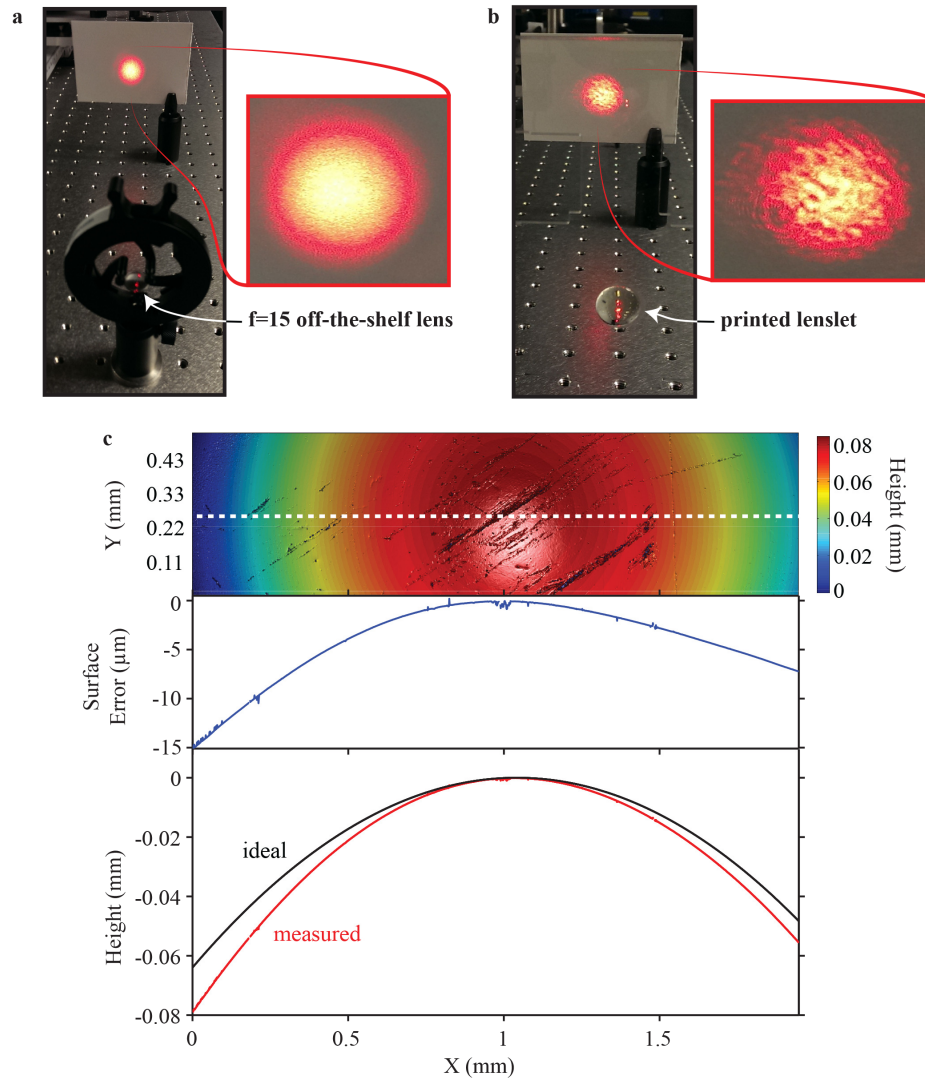 a
b
f=15 off-the-shelf lens
printed lenslet
c
Y (mm)
0.43
0.33
0.22
0.11
Height (mm)
0.08
0.06
0.04
0.02
0
Surface
Error (μm)
0
-5
-10
-15
Height (mm)
0
-0.02
-0.04
-0.06
-0.08
ideal
measured
0
0.5
1
1.5
X (mm)